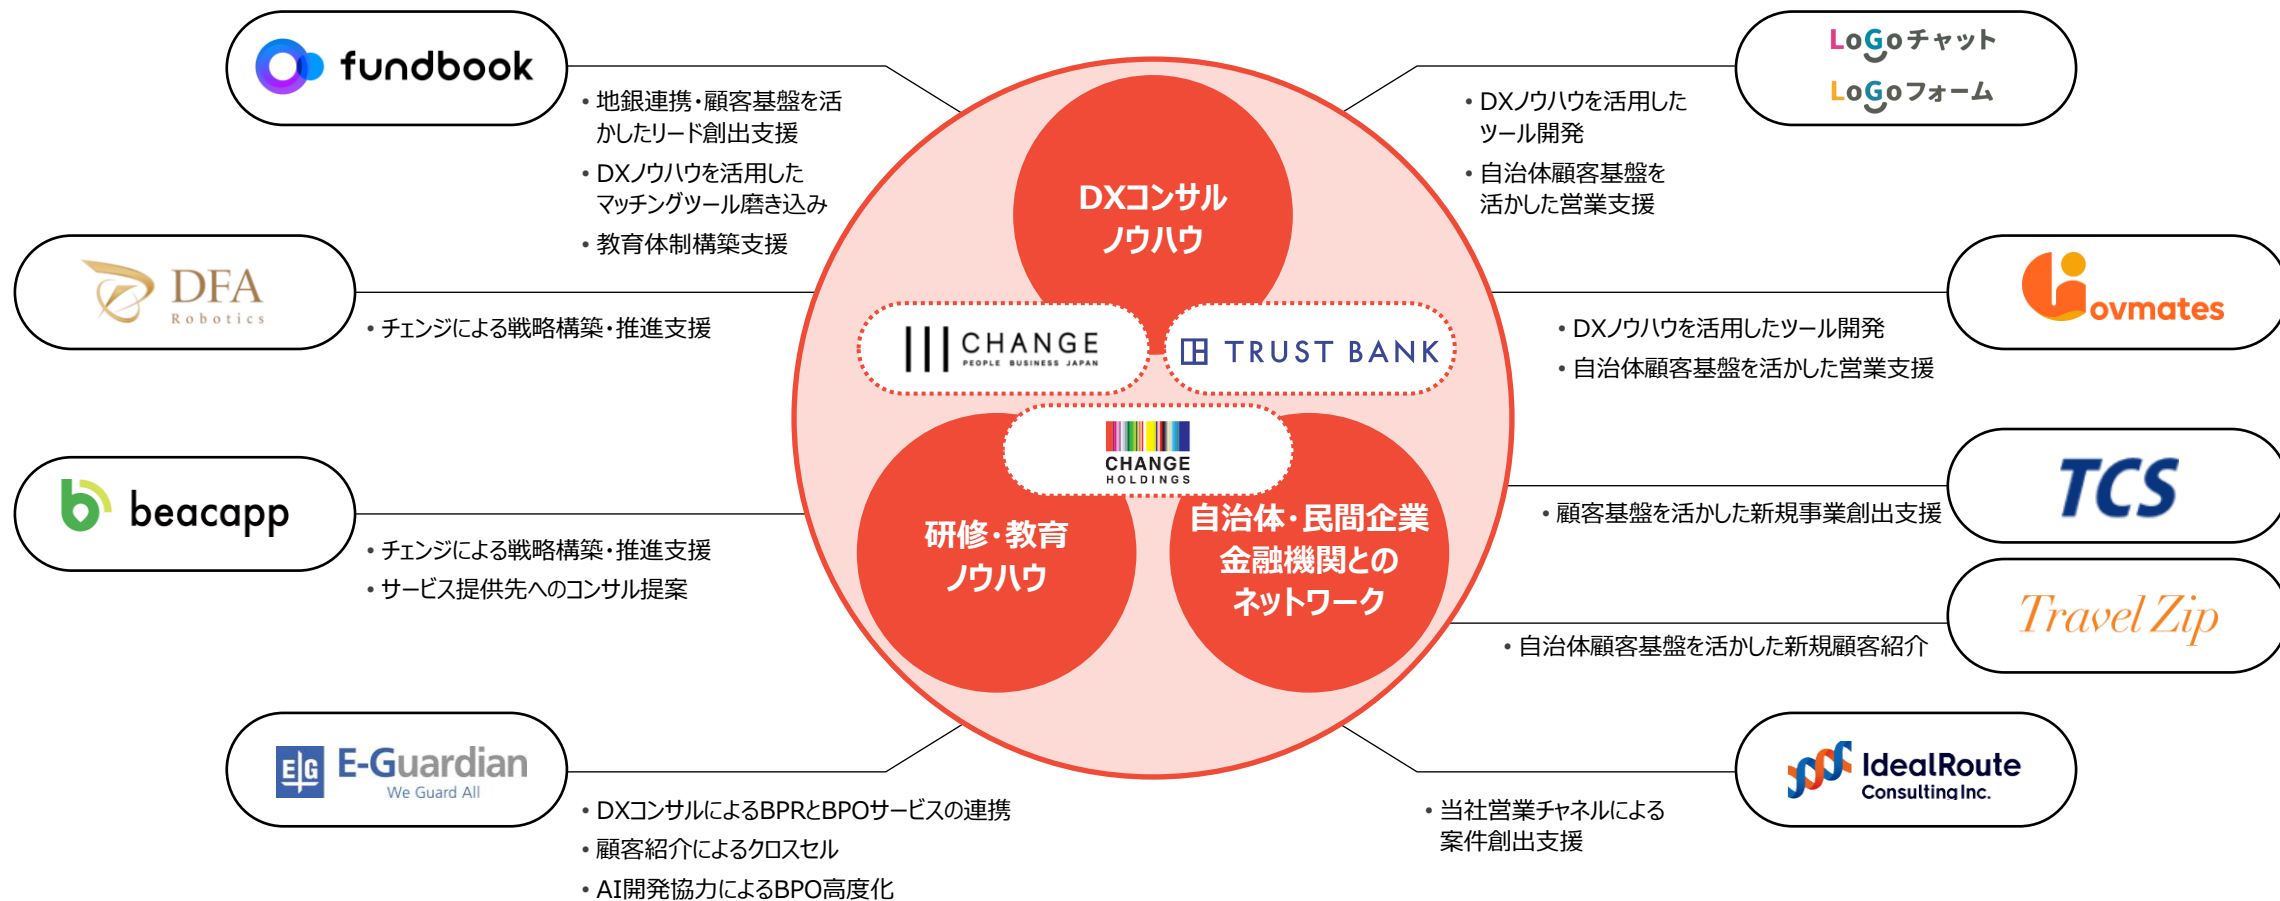 fundbook
・地銀連携・顧客基盤を活
かしたリード創出支援
・DXノウハウを活用した
マッチングツール磨き込み
・教育体制構築支援
DFA
Robotics
・チェンジによる戦略構築・推進支援
beacapp
・チェンジによる戦略構築・推進支援
・サービス提供先へのコンサル提案
E|G E-Guardian
We Guard All
・DXコンサルによるBPRとBPOサービスの連携
・顧客紹介によるクロスセル
・AI開発協力によるBPO高度化
DXコンサル
ノウハウ
CHANGE
PEOPLE BUSINESS JAPAN
TRUST BANK
CHANGE
HOLDINGS
研修・教育
ノウハウ
自治体・民間企業
金融機関との
ネットワーク
LoGoチャット
LoGoフォーム
・DXノウハウを活用した
ツール開発
・自治体顧客基盤を
活かした営業支援
Govmates
・DXノウハウを活用したツール開発
・自治体顧客基盤を活かした営業支援
TCS
・顧客基盤を活かした新規事業創出支援
Travel Zip
・自治体顧客基盤を活かした新規顧客紹介
IdealRoute
Consulting Inc.
・当社営業チャネルによる
案件創出支援